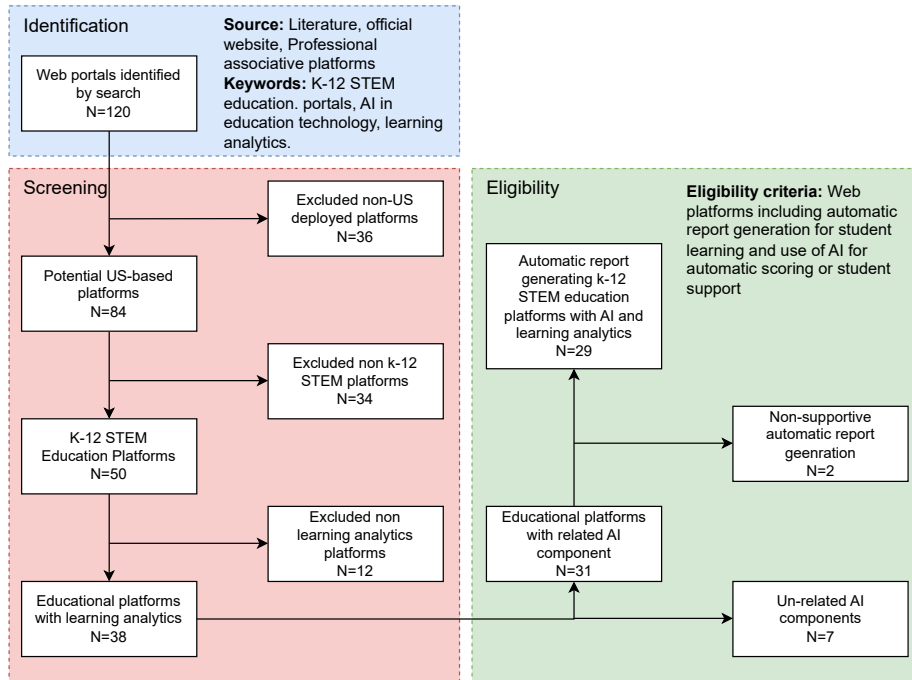 Identification
Source: Literature, official
website, Professional
associative platforms
Keywords: K-12 STEM
education. portals, AI in
education technology, learning
analytics.
Web portals identified
by search
N=120
Screening
Excluded non-US
deployed platforms
N=36
Potential US-based
platforms
N=84
Excluded non k-12
STEM platforms
N=34
K-12 STEM
Education Platforms
N=50
Excluded non
learning analytics
platforms
N=12
Educational platforms
with learning analytics
N=38
Eligibility
Eligibility criteria: Web
platforms including automatic
report generation for student
learning and use of AI for
automatic scoring or student
support
Automatic report
generating k-12
STEM education
platforms with AI and
learning analytics
N=29
Non-supportive
automatic report
geenration
N=2
Educational platforms
with related AI
component
N=31
Un-related AI
components
N=7